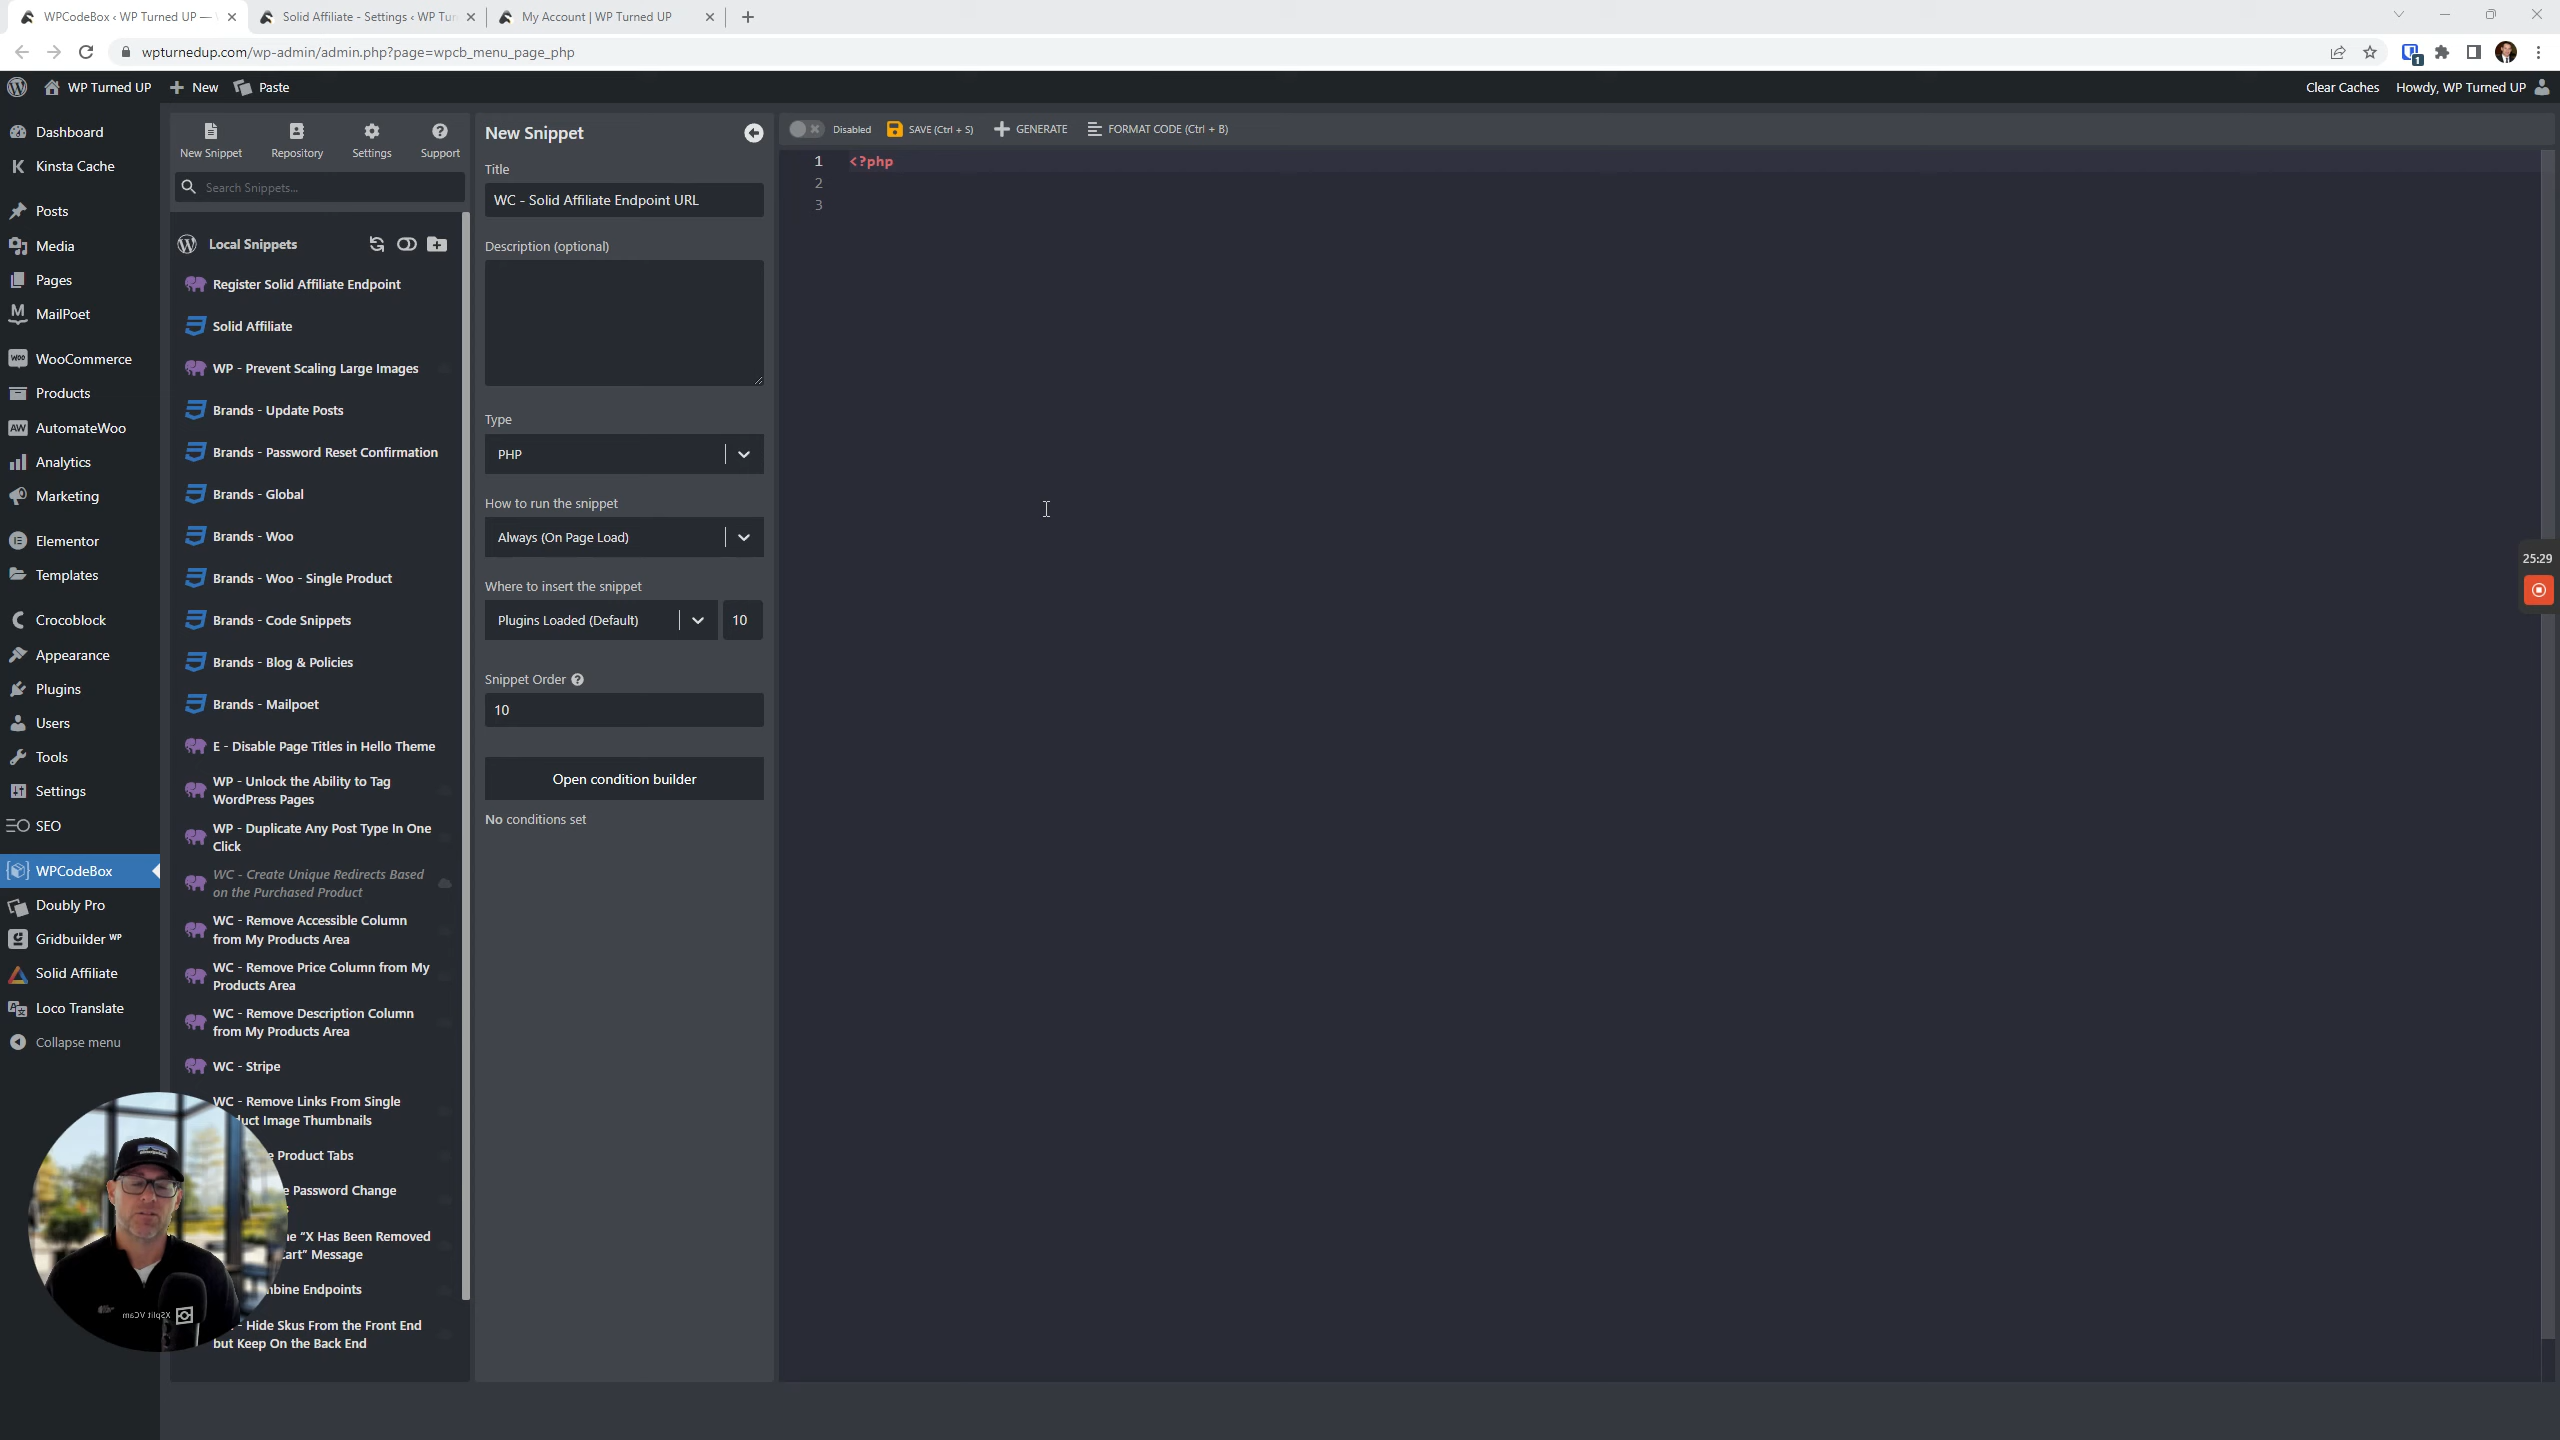 WPCodeBox ‹ WP Turned UP —
Solid Affiliate - Settings ‹ WP Tur
My Account | WP Turned UP
wpturnedup.com/wp-admin/admin.php?page=wpcb_menu_page_php
1
WP Turned UP
New
Paste
Clear Caches
Howdy, WP Turned UP
Dashboard
Kinsta Cache
Posts
Media
Pages
MailPoet
WooCommerce
Products
AutomateWoo
Analytics
Marketing
Elementor
Templates
Crocoblock
Appearance
Plugins
Users
Tools
Settings
SEO
WPCodeBox
Doubly Pro
Gridbuilder WP
Solid Affiliate
Loco Translate
Collapse menu
New Snippet
Repository
Settings
Support
Search Snippets...
Local Snippets
Register Solid Affiliate Endpoint
Solid Affiliate
WP - Prevent Scaling Large Images
Brands - Update Posts
Brands - Password Reset Confirmation
Brands - Global
Brands - Woo
Brands - Woo - Single Product
Brands - Code Snippets
Brands - Blog & Policies
Brands - Mailpoet
E - Disable Page Titles in Hello Theme
WP - Unlock the Ability to Tag
WordPress Pages
WP - Duplicate Any Post Type In One
Click
WC - Create Unique Redirects Based
on the Purchased Product
WC - Remove Accessible Column
from My Products Area
WC - Remove Price Column from My
Products Area
WC - Remove Description Column
from My Products Area
WC - Stripe
WC - Remove Links From Single
uct Image Thumbnails
e Product Tabs
e Password Change
e "X Has Been Removed
art" Message
bine Endpoints
- Hide Skus From the Front End
but Keep On the Back End
XSplit VCam
New Snippet
Title
WC - Solid Affiliate Endpoint URL
Description (optional)
Type
PHP
How to run the snippet
Always (On Page Load)
Where to insert the snippet
Plugins Loaded (Default)
10
Snippet Order
10
Open condition builder
No conditions set
Disabled
SAVE (Ctrl + S)
GENERATE
FORMAT CODE (Ctrl + B)
1 <?php
2
3
25:29